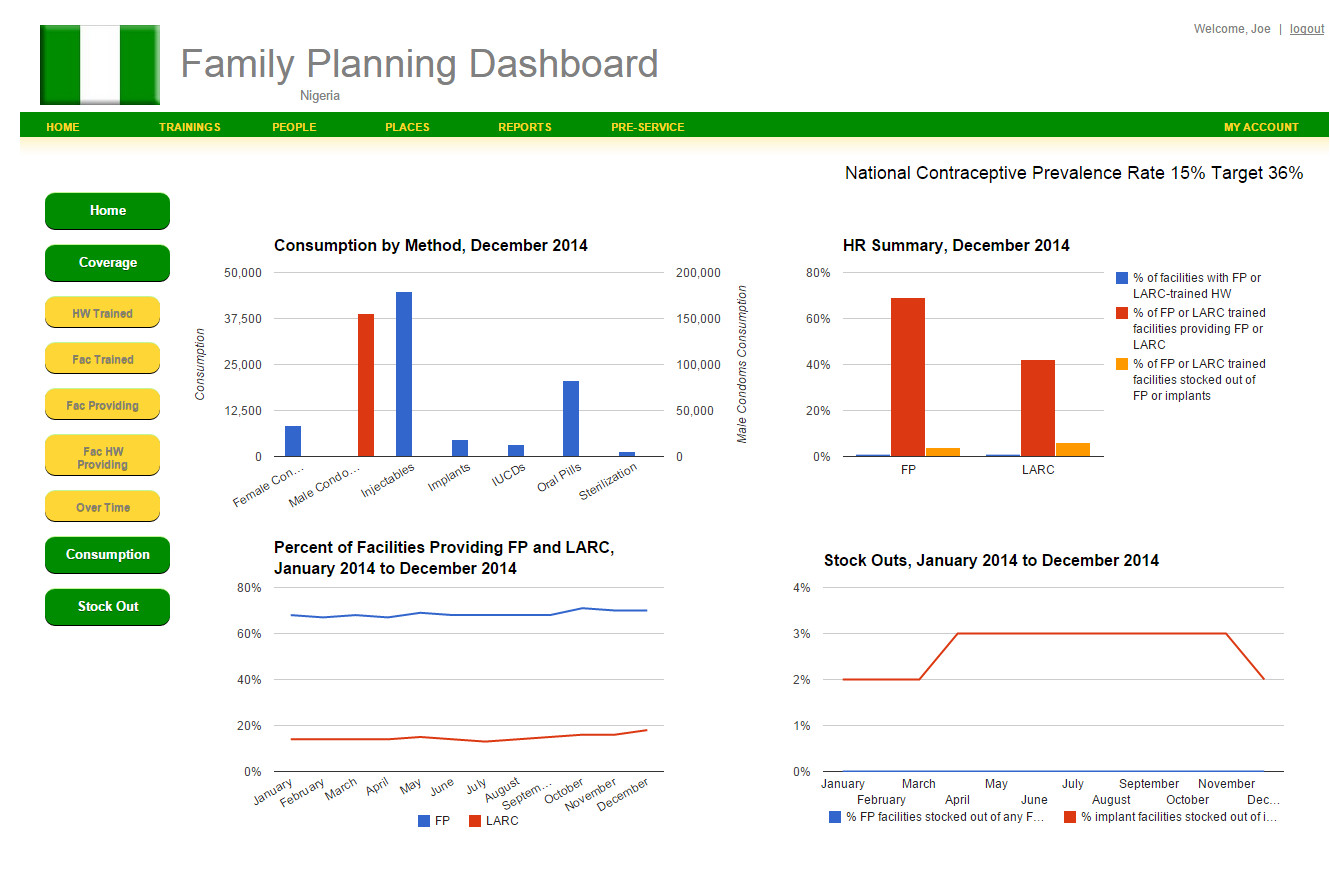 Welcome, Joe | logout
Family Planning Dashboard
Nigeria
HOME TRAININGS PEOPLE PLACES REPORTS PRE-SERVICE MY ACCOUNT
National Contraceptive Prevalence Rate 15% Target 36%
Home
Coverage
HW Trained
Fac Trained
Fac Providing
Fac HW
Providing
Over Time
Consumption
Stock Out
Consumption by Method, December 2014
50,000
37,500
25,000
12,500
0
Consumption
200,000
150,000
100,000
50,000
0
Male Condoms Consumption
Female Con...
Male Condo...
Injectables
Implants
IUCDs
Oral Pills
Sterilization
HR Summary, December 2014
80%
60%
40%
20%
0%
FP LARC
% of facilities with FP or
LARC-trained HW
% of FP or LARC trained
facilities providing FP or
LARC
% of FP or LARC trained
facilities stocked out of
FP or implants
Percent of Facilities Providing FP and LARC,
January 2014 to December 2014
80%
60%
40%
20%
0%
January
February
March
April
May
June
July
August
Septem...
October
November
December
FP LARC
Stock Outs, January 2014 to December 2014
4%
3%
2%
1%
0%
January March May July September November
February April June August October Dec...
% FP facilities stocked out of any F... % implant facilities stocked out of i...